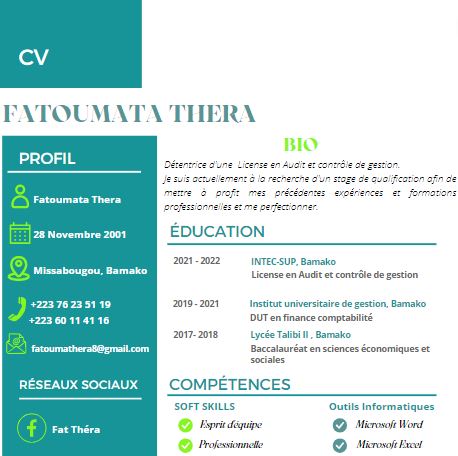 CV
FATOUMATA THERA
PROFIL
Fatoumata Thera
28 Novembre 2001
Missabougou, Bamako
+223 76 23 51 19
+223 60 11 41 16
fatoumathera8@gmail.com
RÉSEAUX SOCIAUX
Fat Théra
BIO
Détentrice d'une License en Audit et contrôle de gestion.
Je suis actuellement à la recherche d'un stage de qualification afin de
mettre à profit mes précédentes expériences et formations
professionnelles et me perfectionner.
ÉDUCATION
2021 - 2022 INTEC-SUP, Bamako
License en Audit et contrôle de gestion
2019 - 2021 Institut universitaire de gestion, Bamako
DUT en finance comptabilité
2017- 2018 Lycée Talibi II , Bamako
Baccalauréat en sciences économiques et
sociales
COMPÉTENCES
SOFT SKILLS Outils Informatiques
Esprit d'équipe Microsoft Word
Professionnelle Microsoft Excel